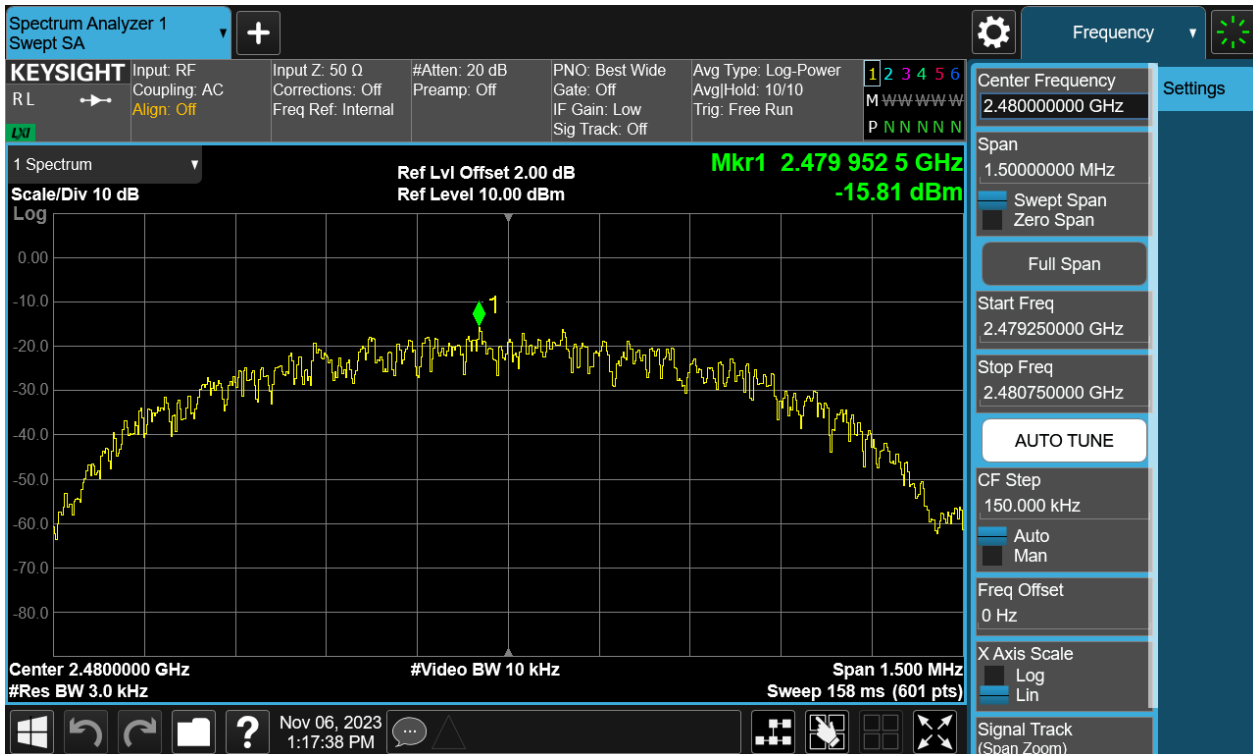 Spectrum Analyzer 1
Swept SA
+
Frequency
KEYSIGHT
R L
LXI
Input: RF
Coupling: AC
Align: Off
Input Z: 50 Ω
Corrections: Off
Freq Ref: Internal
#Atten: 20 dB
Preamp: Off
PNO: Best Wide
Gate: Off
IF Gain: Low
Sig Track: Off
Avg Type: Log-Power
Avg|Hold: 10/10
Trig: Free Run
1 2 3 4 5 6
M W W W W W
P N N N N N
1 Spectrum
Scale/Div 10 dB
Ref Lvl Offset 2.00 dB
Ref Level 10.00 dBm
Mkr1 2.479 952 5 GHz
-15.81 dBm
Log
0.00
-10.0
-20.0
-30.0
-40.0
-50.0
-60.0
-70.0
-80.0
1
Center 2.4800000 GHz
#Res BW 3.0 kHz
#Video BW 10 kHz
Span 1.500 MHz
Sweep 158 ms (601 pts)
Center Frequency
2.480000000 GHz
Span
1.50000000 MHz
Swept Span
Zero Span
Full Span
Start Freq
2.479250000 GHz
Stop Freq
2.480750000 GHz
AUTO TUNE
CF Step
150.000 kHz
Auto
Man
Freq Offset
0 Hz
X Axis Scale
Log
Lin
Signal Track
(Span Zoom)
Settings
?
Nov 06, 2023
1:17:38 PM